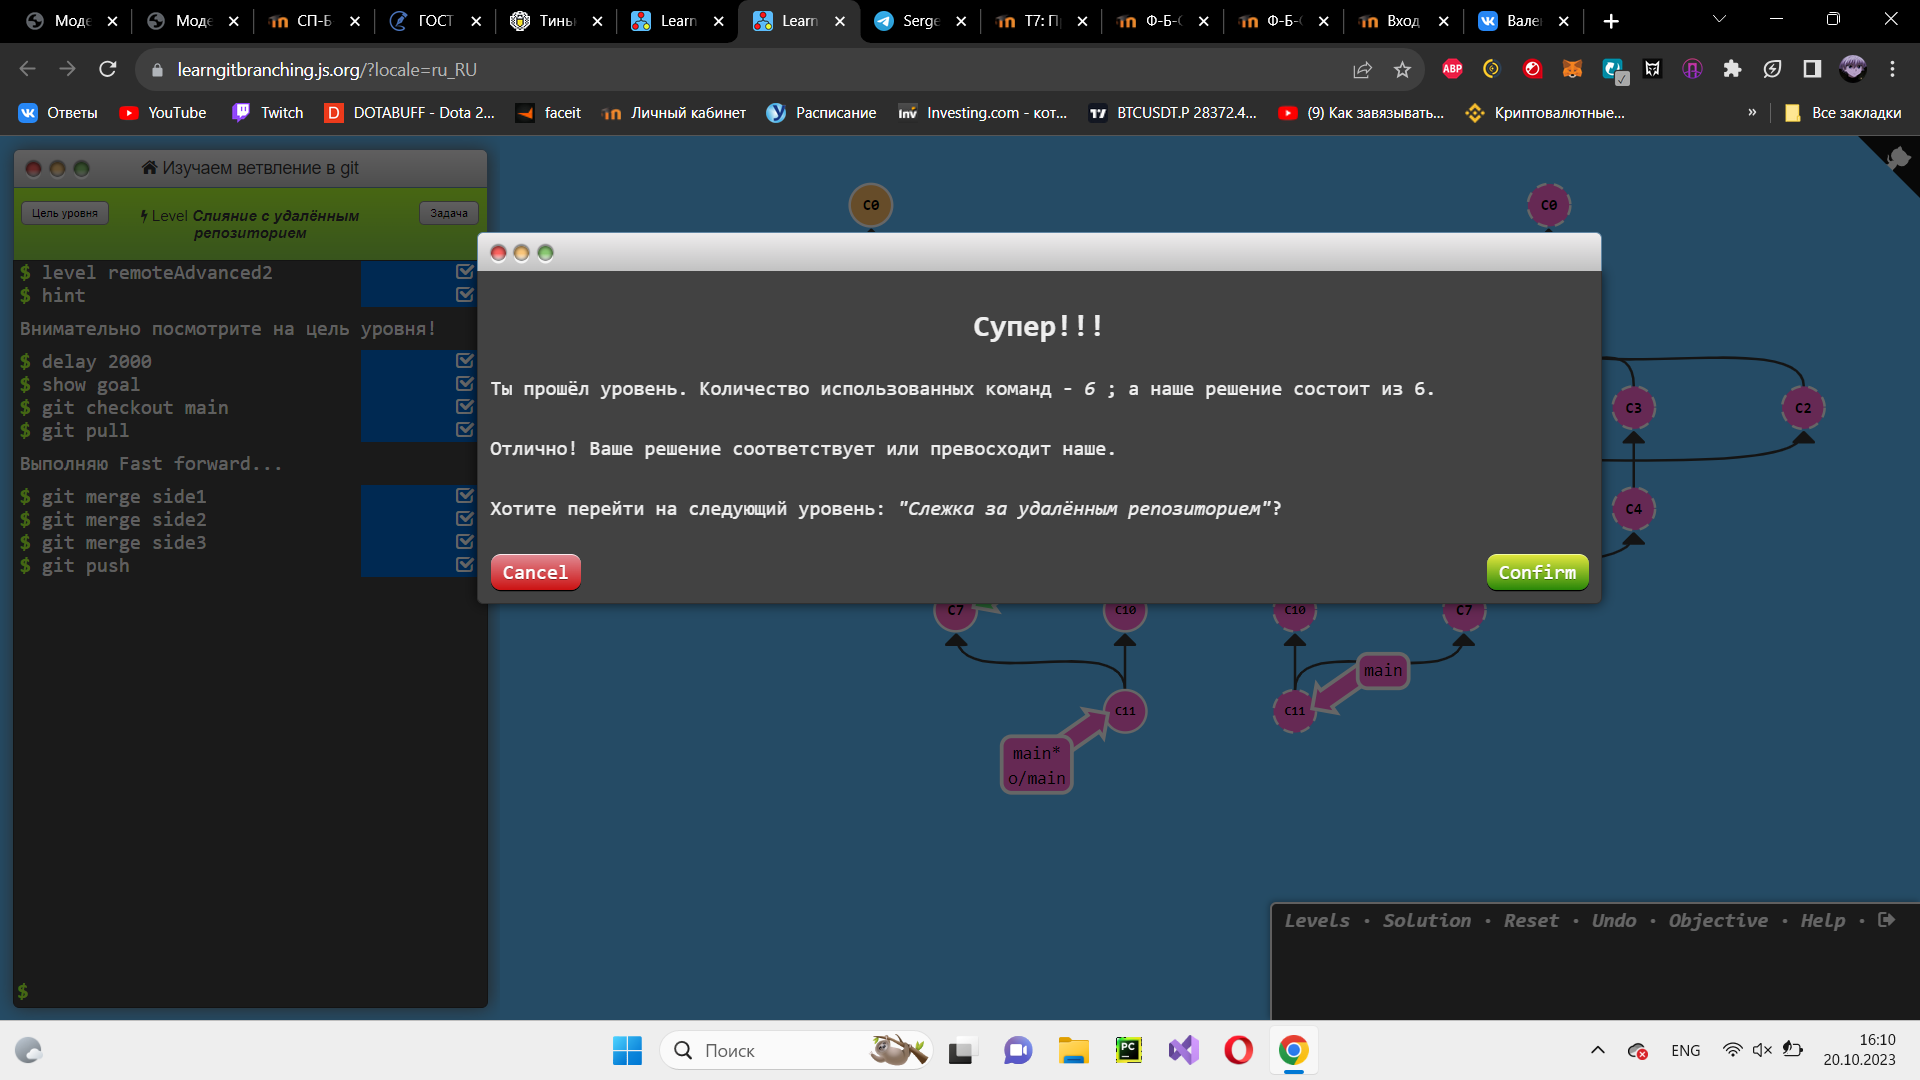 Моде
Моде
СП-Б
ГОСТ
Тинь
Learn
Learn
Serge
Т7: П
Ф-Б-
Ф-Б-
Вход
Вале
learngitbranching.js.org/?locale=ru_RU
ABP
Ответы
YouTube
Twitch
DOTABUFF - Dota 2...
faceit
Личный кабинет
Расписание
Inv
Investing.com - кот...
BTCUSDT.P 28372.4...
(9) Как завязывать...
Криптовалютные...
»
Все закладки
Изучаем ветвление в git
Цель уровня
Level Слияние с удалённым
репозиторием
Задача
$ level remoteAdvanced2
$ hint
Внимательно посмотрите на цель уровня!
$ delay 2000
$ show goal
$ git checkout main
$ git pull
Выполняю Fast forward...
$ git merge side1
$ git merge side2
$ git merge side3
$ git push
$
C0
C0
Супер!!!
Ты прошёл уровень. Количество использованных команд - 6 ; а наше решение состоит из 6.
Отлично! Ваше решение соответствует или превосходит наше.
Хотите перейти на следующий уровень: "Слежка за удалённым репозиторием"?
Cancel
Confirm
C3
C2
C4
C7
C10
C10
C7
main
C11
C11
main*
o/main
Levels · Solution · Reset · Undo · Objective · Help ·
Поиск
PC
ENG
16:10
20.10.2023